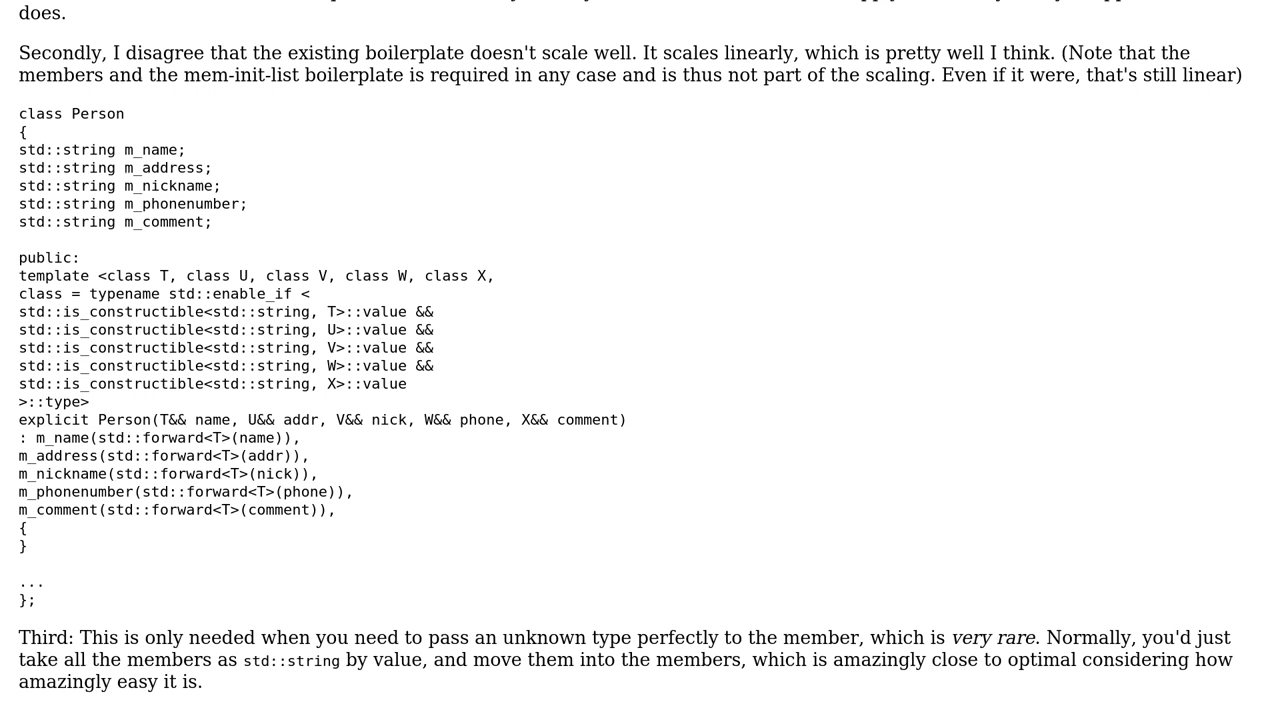 does.
Secondly, I disagree that the existing boilerplate doesn't scale well. It scales linearly, which is pretty well I think. (Note that the
members and the mem-init-list boilerplate is required in any case and is thus not part of the scaling. Even if it were, that's still linear)
class Person
{
std::string m_name;
std::string m_address;
std::string m_nickname;
std::string m_phonenumber;
std::string m_comment;
public:
template <class T, class U, class V, class W, class X,
class = typename std::enable_if <
std::is_constructible<std::string, T>::value &&
std::is_constructible<std::string, U>::value &&
std::is_constructible<std::string, V>::value &&
std::is_constructible<std::string, W>::value &&
std::is_constructible<std::string, X>::value
>::type>
explicit Person(T&& name, U&& addr, V&& nick, W&& phone, X&& comment)
: m_name(std::forward<T>(name)),
m_address(std::forward<T>(addr)),
m_nickname(std::forward<T>(nick)),
m_phonenumber(std::forward<T>(phone)),
m_comment(std::forward<T>(comment)),
{
}
...
};
Third: This is only needed when you need to pass an unknown type perfectly to the member, which is very rare. Normally, you'd just
take all the members as std::string by value, and move them into the members, which is amazingly close to optimal considering how
amazingly easy it is.